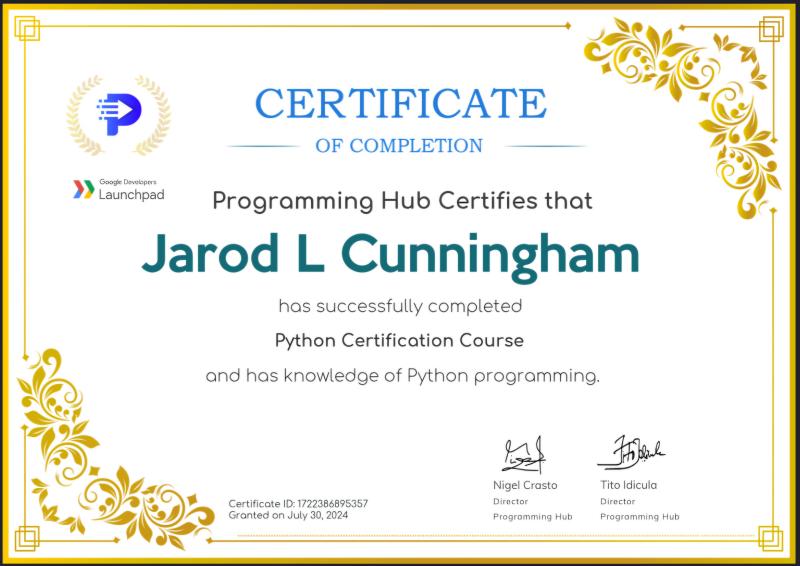 CERTIFICATE
OF COMPLETION
Google Developers
Launchpad
Programming Hub Certifies that
Jarod L Cunningham
has successfully completed
Python Certification Course
and has knowledge of Python programming.
Nigel Crasto
Director
Programming Hub
Tito Idicula
Director
Programming Hub
Certificate ID: 1722386895357
Granted on July 30, 2024